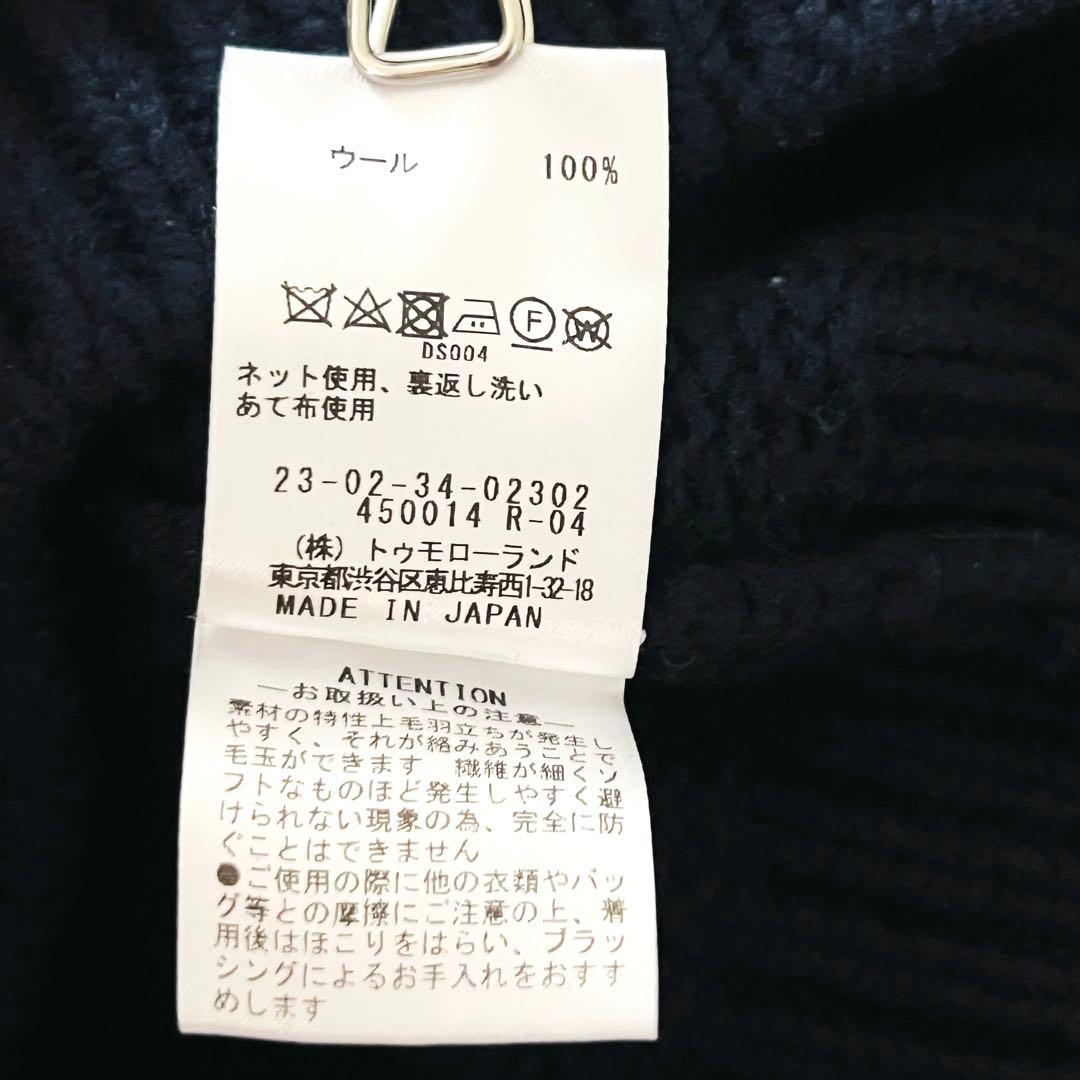 ウール 100%
F W
DS004
ネット使用、裏返し洗い
あて布使用
23-02-34-02302
450014 R-04
(株) トゥモローランド
東京都渋谷区恵比寿西1-32-18
MADE IN JAPAN
ATTENTION
―お取扱い上の注意―
素材の特性上毛羽立ちが発生し
やすく、それが絡みあうことで
毛玉ができます 繊維が細くソ
フトなものほど発生しやすく避
けられない現象の為、完全に防
ぐことはできません
●ご使用の際に他の衣類やバッ
グ等との摩擦にご注意の上、着
用後はほこりをはらい、ブラッ
シングによるお手入れをおすす
めします